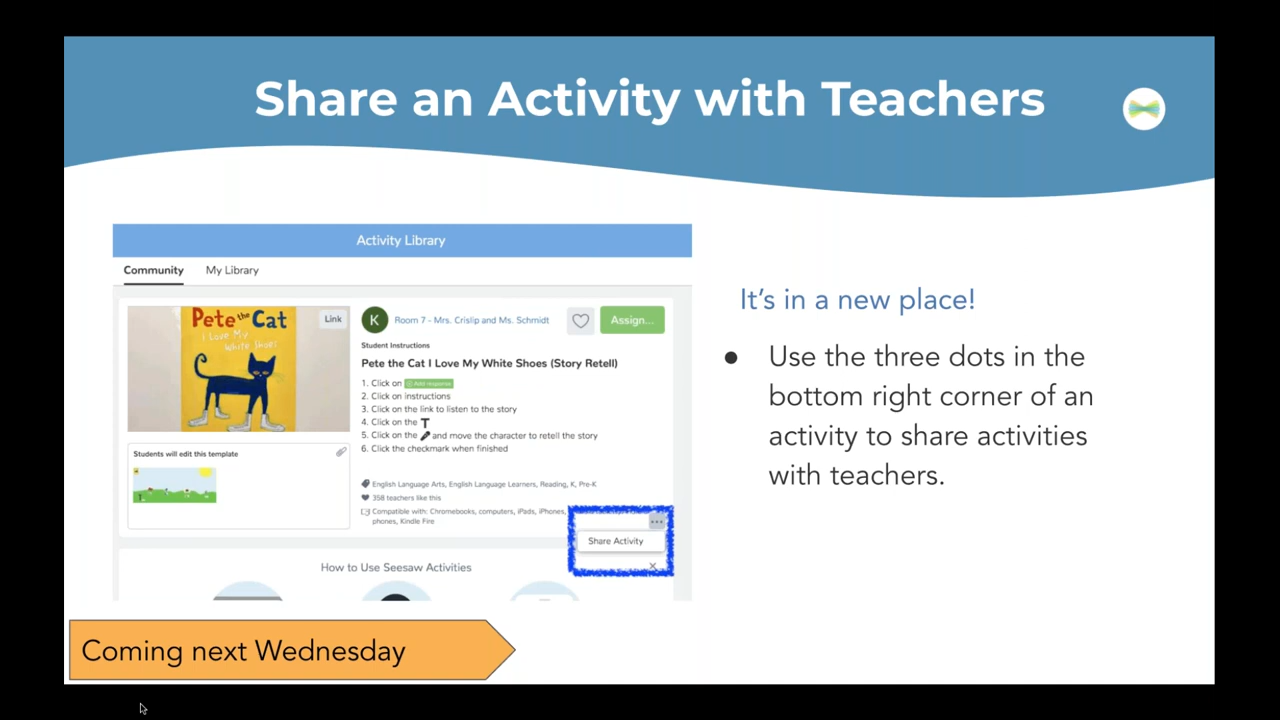 Share an Activity with Teachers
Activity Library
Community My Library
Pete the Cat
I Love My
White Shoes
Link
K
Room 7 - Mrs. Crislip and Ms. Schmidt
Assign...
Student Instructions
Pete the Cat I Love My White Shoes (Story Retell)
1. Click on Add response
2. Click on instructions
3. Click on the link to listen to the story
4. Click on the T
5. Click on the and move the character to retell the story
6. Click the checkmark when finished
Students will edit this template
English Language Arts, English Language Learners, Reading, K, Pre-K
358 teachers like this
Compatible with: Chromebooks, computers, iPads, iPhones,
phones, Kindle Fire
Share Activity
How to Use Seesaw Activities
It's in a new place!
● Use the three dots in the
bottom right corner of an
activity to share activities
with teachers.
Coming next Wednesday